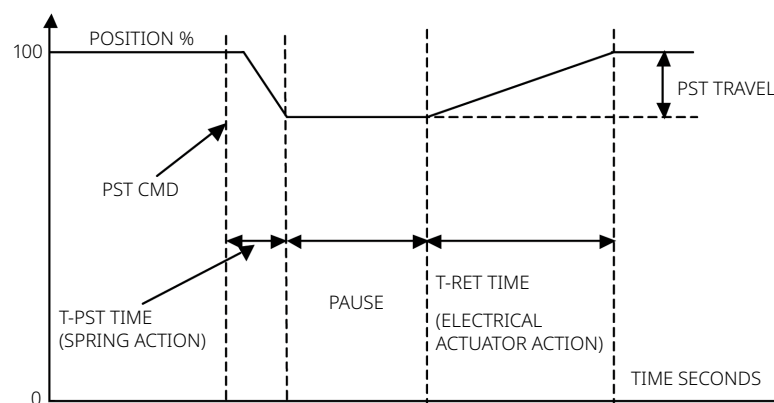 POSITION %
100
PST TRAVEL
PST CMD
T-RET TIME
(ELECTRICAL
ACTUATOR ACTION)
PAUSE
T-PST TIME
(SPRING ACTION)
TIME SECONDS
0